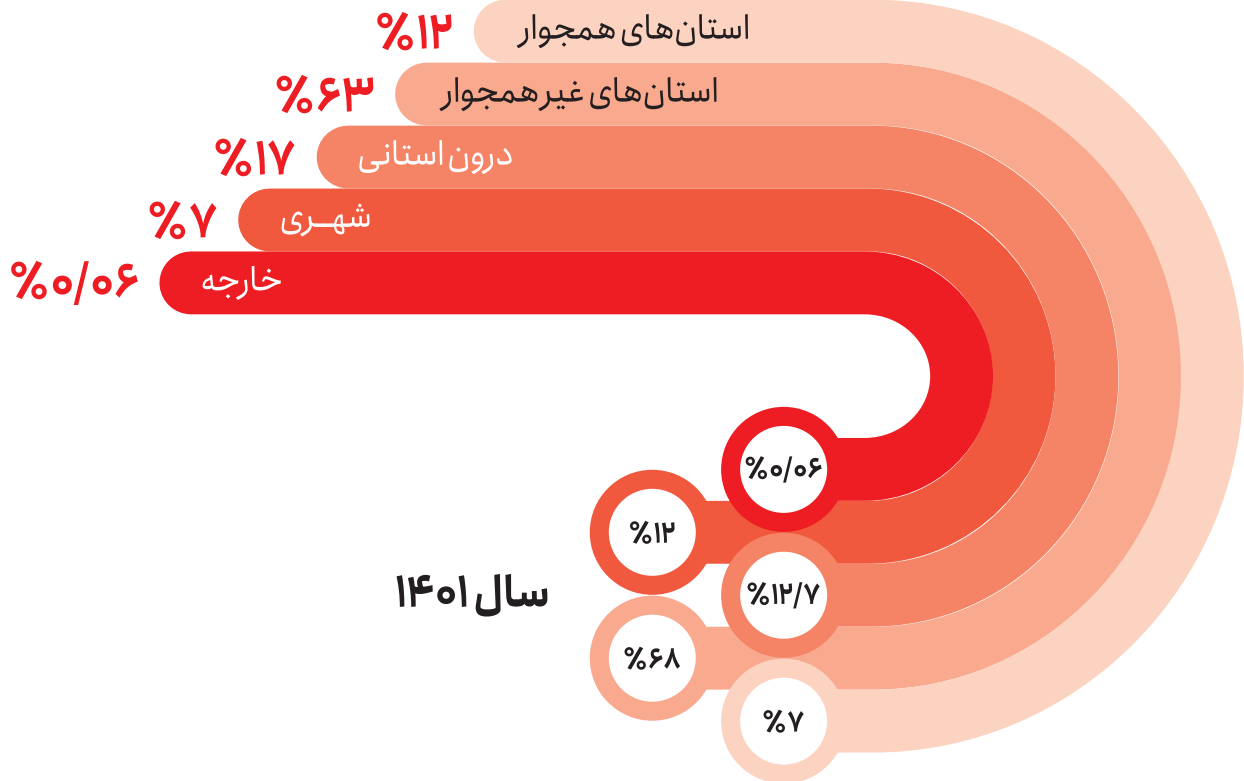 استان‌های همجوار %۱۲
استان‌های غیرهمجوار %۶۳
درون استانی %۱۷
شهــری %۷
خارجه %۰/۰۶
%۰/۰۶
%۱۲
%۱۲/۷
سال ۱۴۰۱
%۶۸
%۷